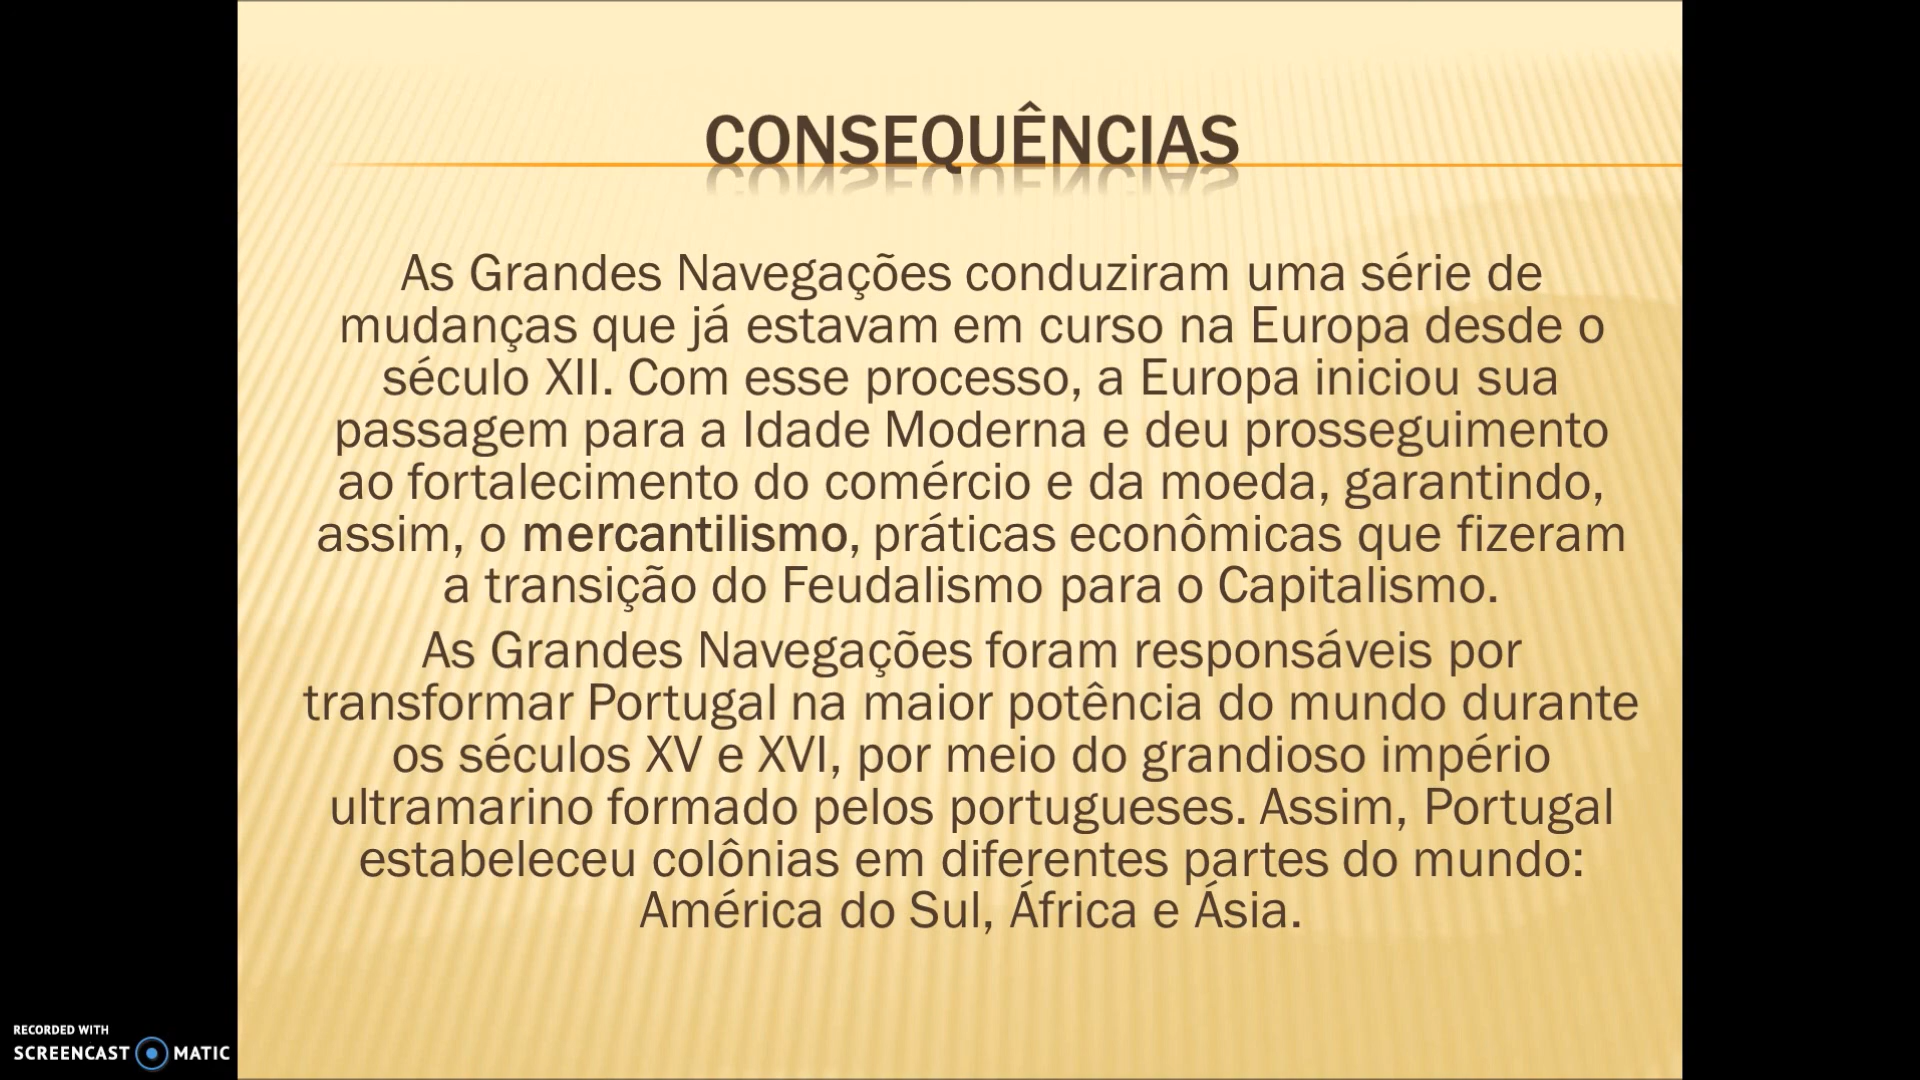 CONSEQUÊNCIAS
As Grandes Navegações conduziram uma série de
mudanças que já estavam em curso na Europa desde o
século XII. Com esse processo, a Europa iniciou sua
passagem para a Idade Moderna e deu prosseguimento
ao fortalecimento do comércio e da moeda, garantindo,
assim, o mercantilismo, práticas econômicas que fizeram
a transição do Feudalismo para o Capitalismo.
As Grandes Navegações foram responsáveis por
transformar Portugal na maior potência do mundo durante
os séculos XV e XVI, por meio do grandioso império
ultramarino formado pelos portugueses. Assim, Portugal
estabeleceu colônias em diferentes partes do mundo:
América do Sul, África e Ásia.
RECORDED WITH
SCREENCAST MATIC